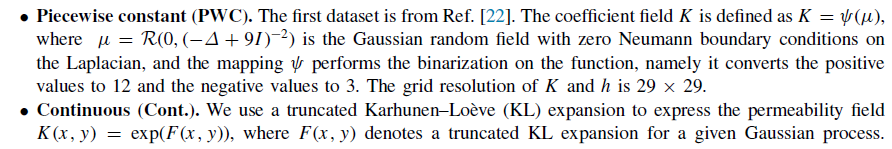 • Piecewise constant (PWC). The first dataset is from Ref. [22]. The coefficient field K is defined as K = ψ(μ),
where μ = R(0, (−Δ + 9I)⁻²) is the Gaussian random field with zero Neumann boundary conditions on
the Laplacian, and the mapping ψ performs the binarization on the function, namely it converts the positive
values to 12 and the negative values to 3. The grid resolution of K and h is 29 × 29.
• Continuous (Cont.). We use a truncated Karhunen–Loève (KL) expansion to express the permeability field
K(x, y) = exp(F(x, y)), where F(x, y) denotes a truncated KL expansion for a given Gaussian process.